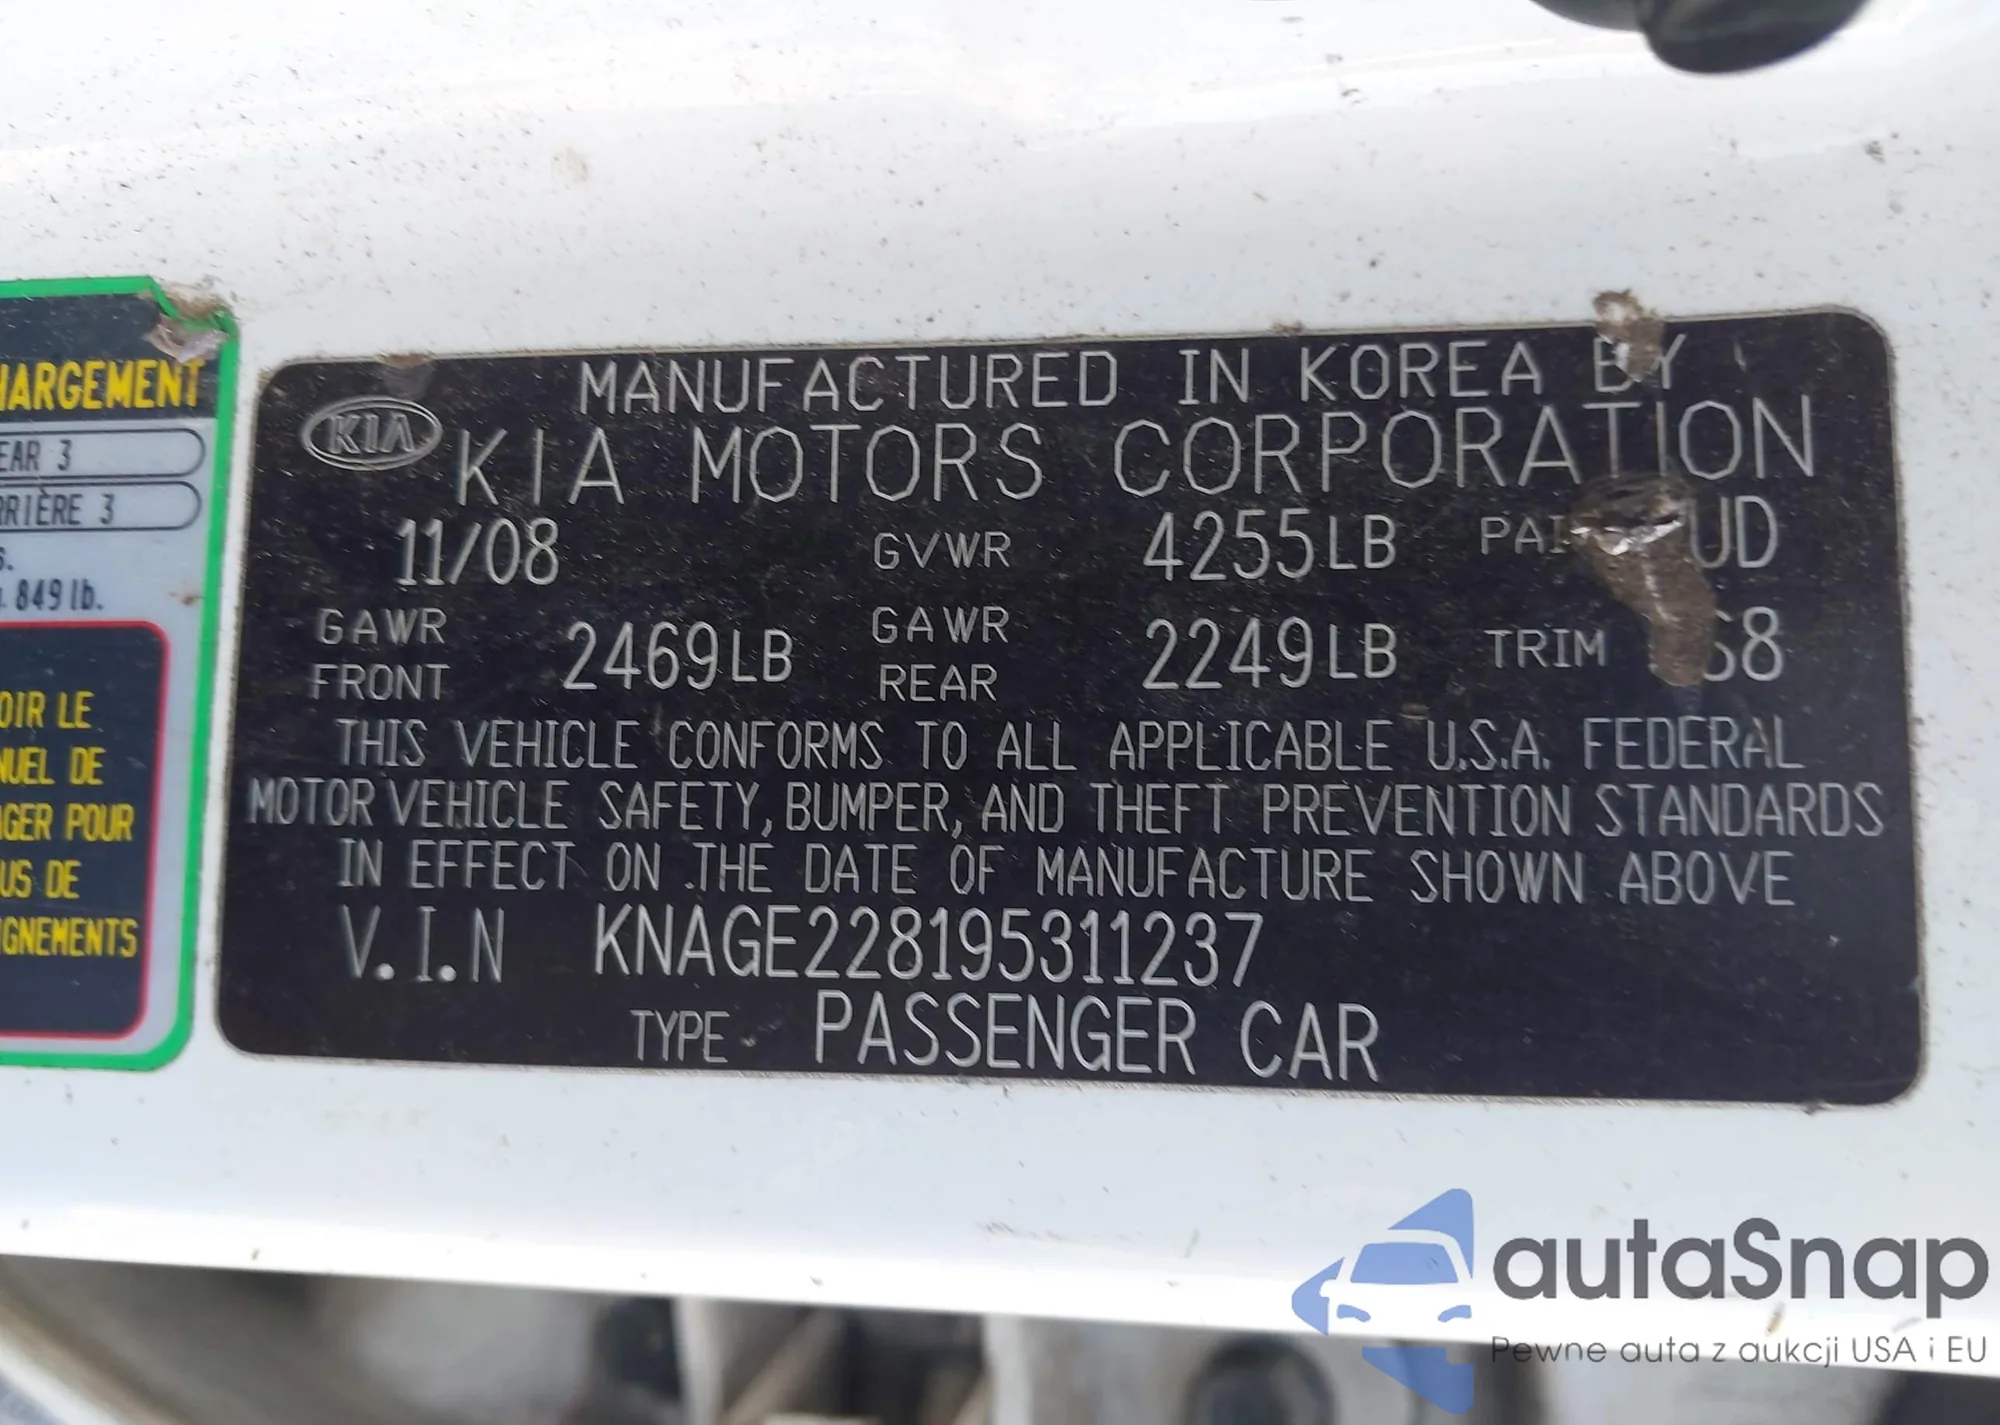 HARGEMENT
EAR 3
RRIÈRE 3
849 lb.
OIR LE
NUEL DE
GER POUR
US DE
IGNEMENTS
MANUFACTURED IN KOREA BY
KIA KIA MOTORS CORPORATION
11/08 GVWR 4255LB UD
GAWR FRONT 2469LB GAWR REAR 2249LB TRIM S8
THIS VEHICLE CONFORMS TO ALL APPLICABLE U.S.A. FEDERAL
MOTOR VEHICLE SAFETY, BUMPER, AND THEFT PREVENTION STANDARDS
IN EFFECT ON THE DATE OF MANUFACTURE SHOWN ABOVE
V.I.N KNAGE228195311237
TYPE PASSENGER CAR
autaSnap
Pewne auta z aukcji USA i EU